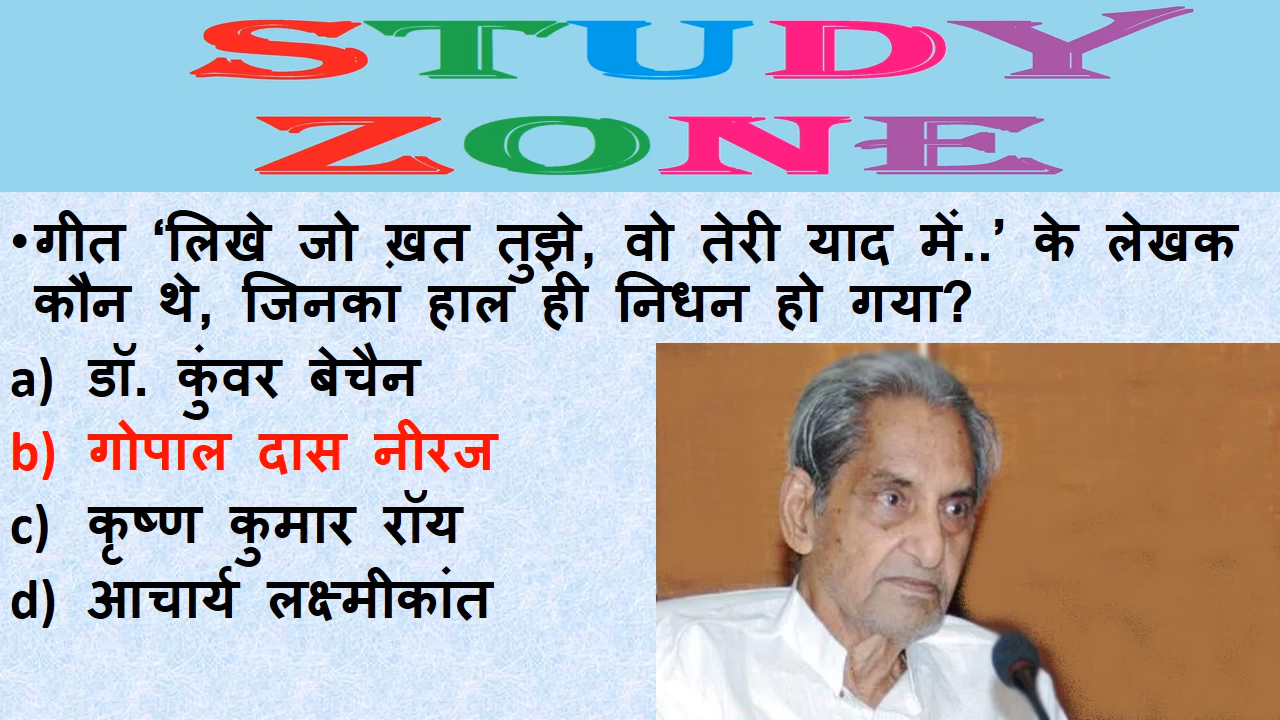 STUDY
ZONE
•गीत ‘लिखे जो ख़त तुझे, वो तेरी याद में..’ के लेखक
कौन थे, जिनका हाल ही निधन हो गया?
a) डॉ. कुंवर बेचैन
b) गोपाल दास नीरज
c) कृष्ण कुमार रॉय
d) आचार्य लक्ष्मीकांत